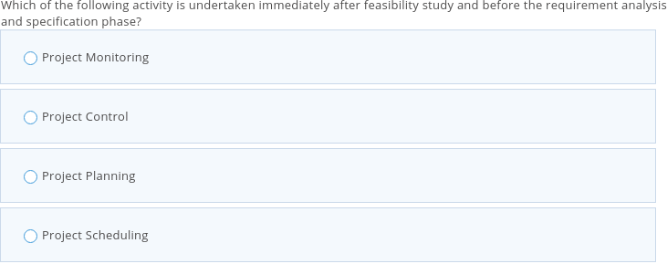 Which of the following activity is undertaken immediately after feasibility study and before the requirement analysis
and specification phase?
Project Monitoring
Project Control
Project Planning
Project Scheduling